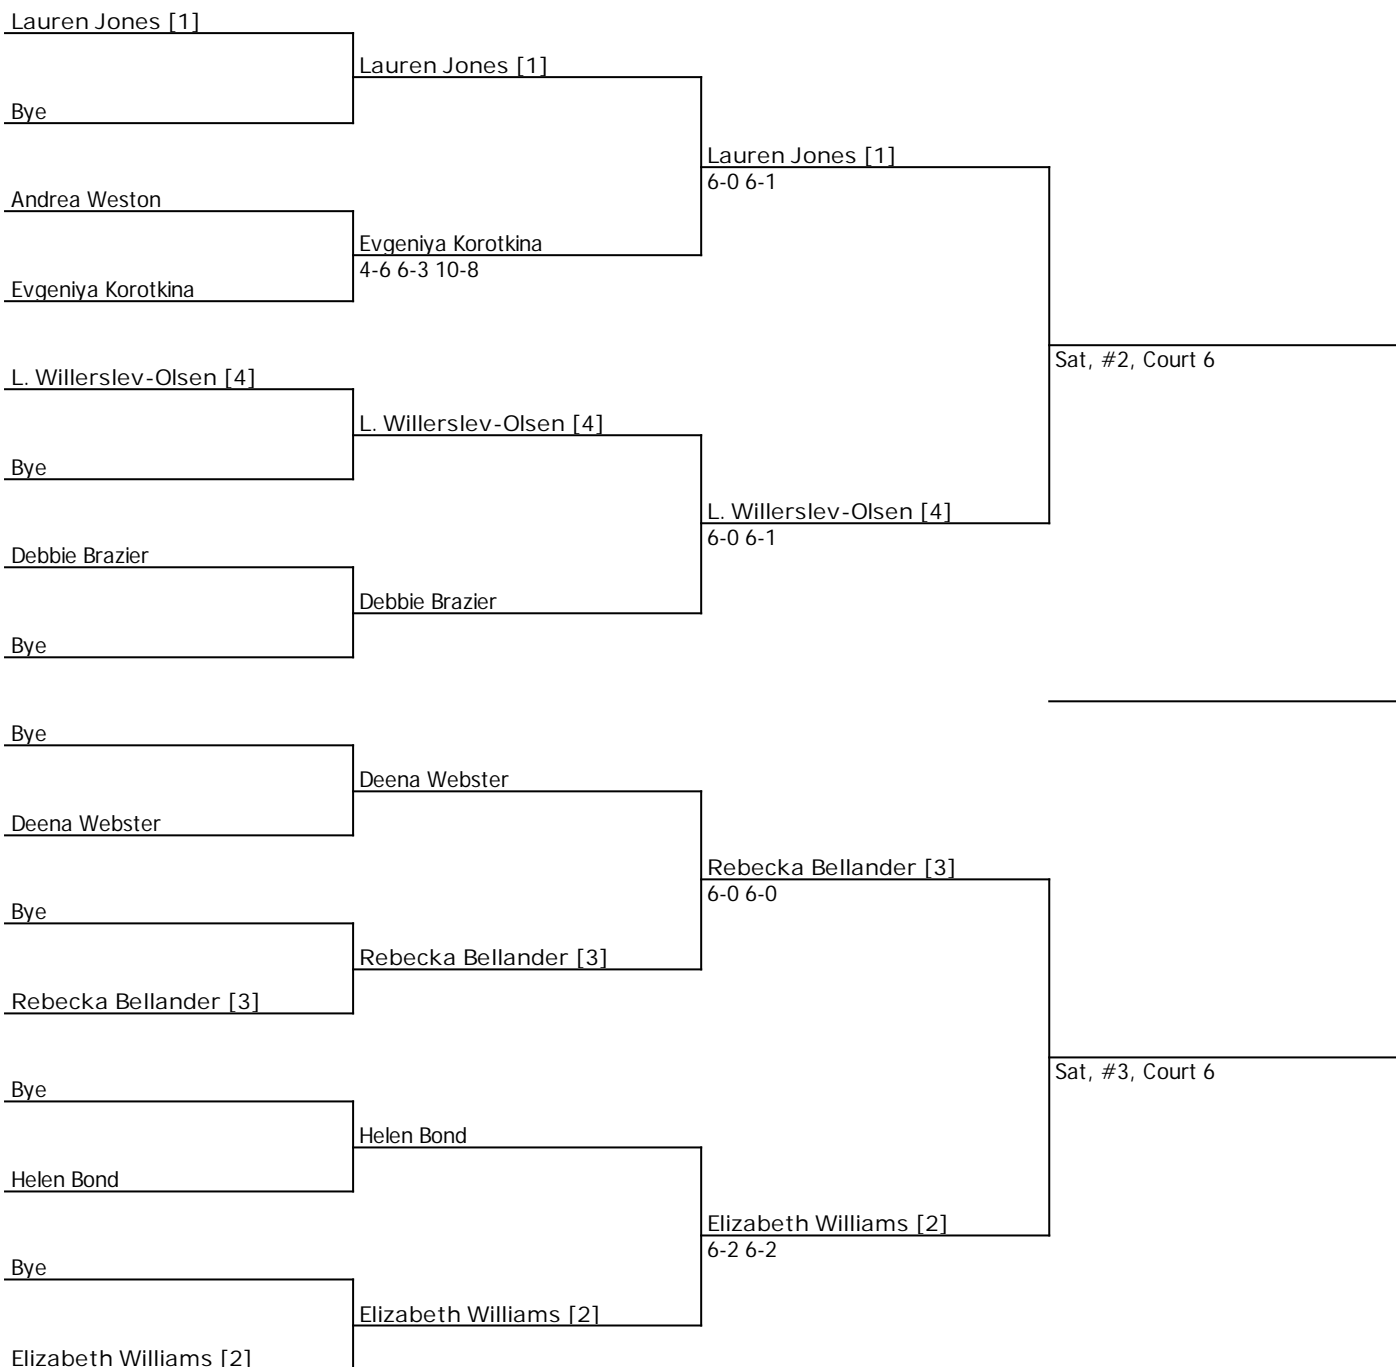 Lauren Jones [1]
Lauren Jones [1]
Bye
Lauren Jones [1]
6-0 6-1
Andrea Weston
Evgeniya Korotkina
4-6 6-3 10-8
Evgeniya Korotkina
Sat, #2, Court 6
L. Willerslev-Olsen [4]
L. Willerslev-Olsen [4]
Bye
L. Willerslev-Olsen [4]
6-0 6-1
Debbie Brazier
Debbie Brazier
Bye
Bye
Deena Webster
Deena Webster
Rebecka Bellander [3]
6-0 6-0
Bye
Rebecka Bellander [3]
Rebecka Bellander [3]
Sat, #3, Court 6
Bye
Helen Bond
Helen Bond
Elizabeth Williams [2]
6-2 6-2
Bye
Elizabeth Williams [2]
Elizabeth Williams [2]